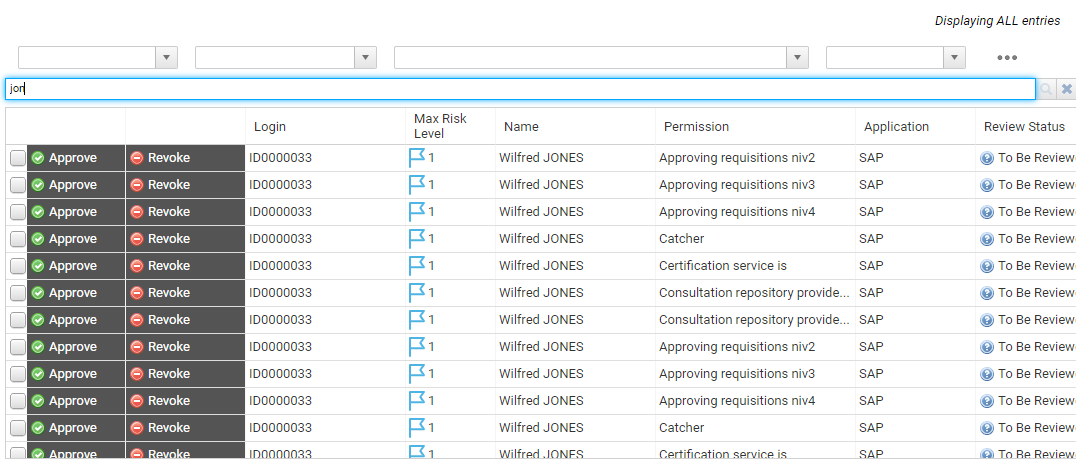 Displaying ALL entries
jon
Login Max Risk Level Name Permission Application Review Status
Approve Revoke ID0000033 1 Wilfred JONES Approving requisitions niv2 SAP To Be Reviewe
Approve Revoke ID0000033 1 Wilfred JONES Approving requisitions niv3 SAP To Be Reviewe
Approve Revoke ID0000033 1 Wilfred JONES Approving requisitions niv4 SAP To Be Reviewe
Approve Revoke ID0000033 1 Wilfred JONES Catcher SAP To Be Reviewe
Approve Revoke ID0000033 1 Wilfred JONES Certification service is SAP To Be Reviewe
Approve Revoke ID0000033 1 Wilfred JONES Consultation repository provide... SAP To Be Reviewe
Approve Revoke ID0000033 1 Wilfred JONES Consultation repository provide... SAP To Be Reviewe
Approve Revoke ID0000033 1 Wilfred JONES Approving requisitions niv2 SAP To Be Reviewe
Approve Revoke ID0000033 1 Wilfred JONES Approving requisitions niv3 SAP To Be Reviewe
Approve Revoke ID0000033 1 Wilfred JONES Approving requisitions niv4 SAP To Be Reviewe
Approve Revoke ID0000033 1 Wilfred JONES Catcher SAP To Be Reviewe
Approve Revoke ID0000033 1 Wilfred JONES Certification service is SAP To Be Reviewe